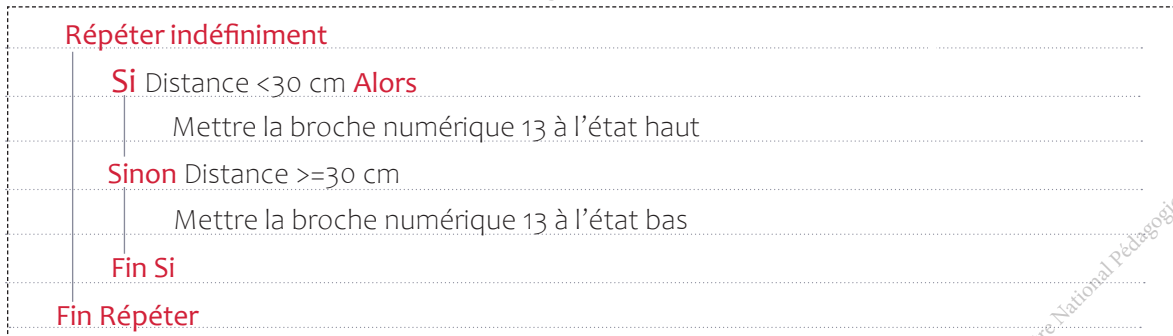 Répéter indéfiniment
Si Distance <30 cm Alors
Mettre la broche numérique 13 à l'état haut
Sinon Distance >=30 cm
Mettre la broche numérique 13 à l'état bas
Fin Si
Fin Répéter
National